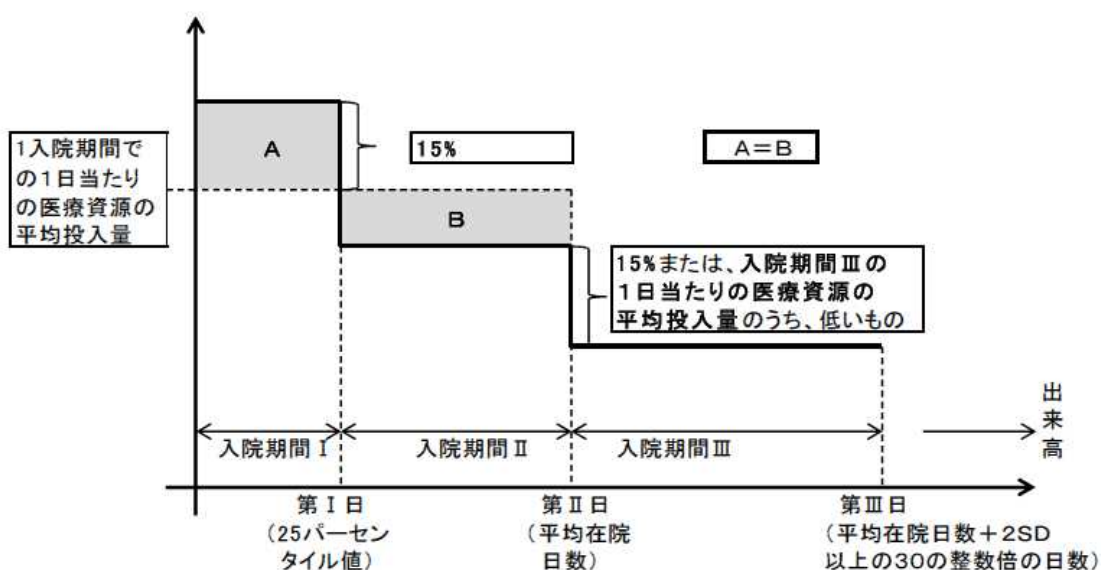 A
15%
A=B
1入院期間で
の1日当たり
の医療資源の
平均投入量
B
15%または、入院期間Ⅲの
1日当たりの医療資源の
平均投入量のうち、低いもの
入院期間Ⅰ
入院期間Ⅱ
入院期間Ⅲ
出
来
高
第Ⅰ日
(25パーセン
タイル値)
第Ⅱ日
(平均在院
日数)
第Ⅲ日
(平均在院日数+2SD
以上の30の整数倍の日数)